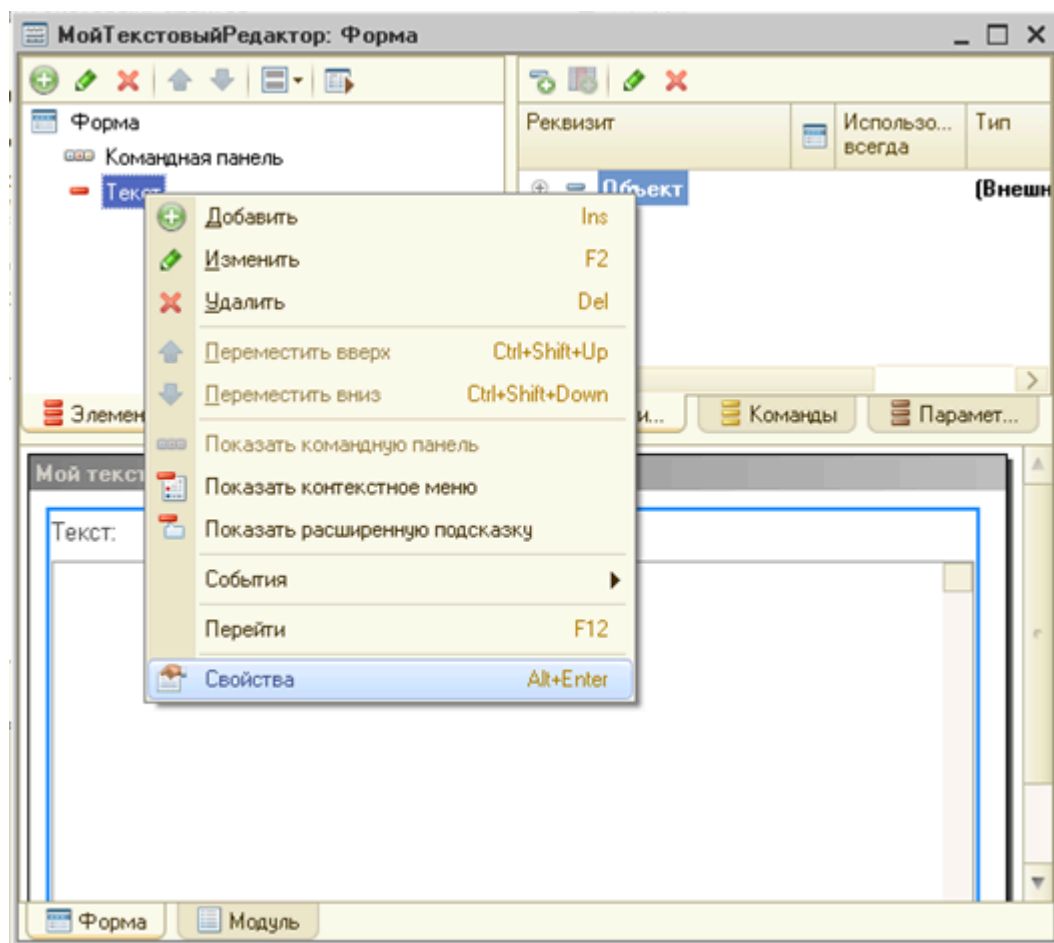 МойТекстовыйРедактор: Форма
Форма
Командная панель
Текст
Реквизит
Использо...
всегда
Тип
Объект
(Внешн
Добавить Ins
Изменить F2
Удалить Del
Переместить вверх Ctrl+Shift+Up
Переместить вниз Ctrl+Shift+Down
Показать командную панель
Показать контекстное меню
Показать расширенную подсказку
События
Перейти F12
Свойства Alt+Enter
Элемен
и...
Команды
Парамет...
Мой текст
Текст:
Форма
Модуль